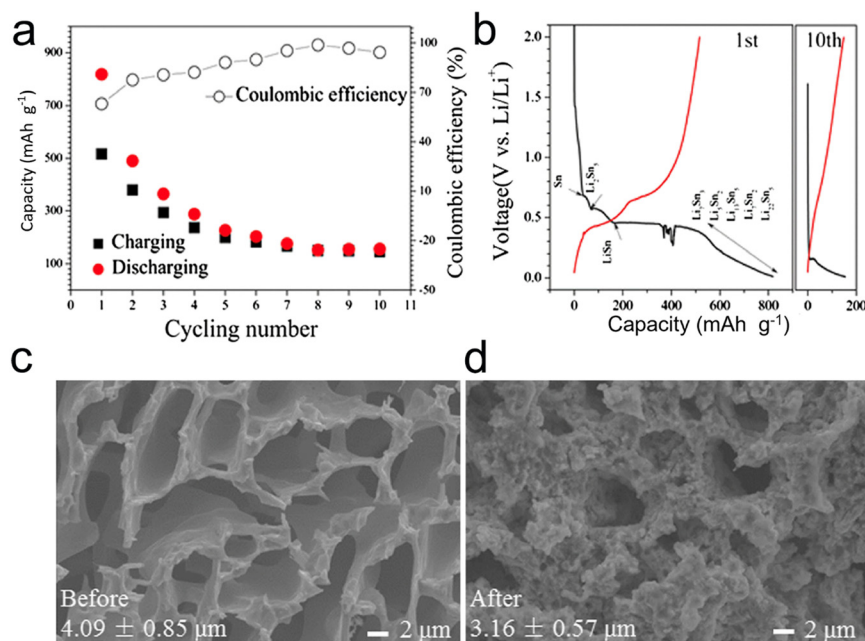 a
900
700
500
300
100
Capacity (mAh g-1)
100
70
40
10
-20
-50
Coulombic efficiency (%)
Coulombic efficiency
Charging
Discharging
1 2 3 4 5 6 7 8 9 10 11
Cycling number
b
2.0
1.5
1.0
0.5
0.0
Voltage(V vs. Li/Li+)
1st
10th
Sn
Li2Sn5
LiSn
Li7Sn3
Li5Sn2
Li13Sn5
Li7Sn2
Li22Sn5
0 200 400 600 800
0 200
Capacity (mAh g-1)
c
Before
4.09 ± 0.85 μm
2 μm
d
After
3.16 ± 0.57 μm
2 μm